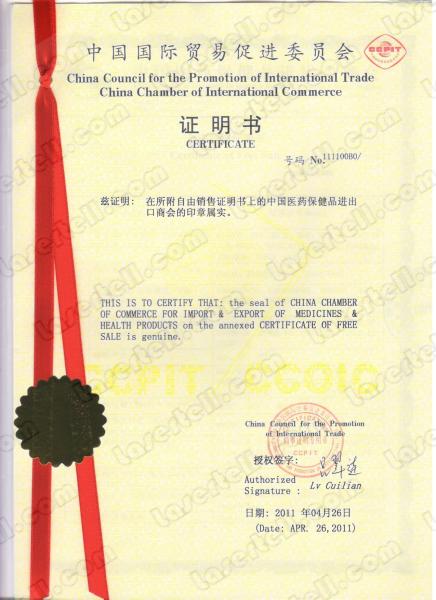 中国国际贸易促进委员会
CCPIT
China Council for the Promotion of International Trade
China Chamber of International Commerce
证明书
CERTIFICATE
号码 No.111100B0/
兹证明: 在所附自由销售证明书上的中国医药保健品进出
口商会的印章属实。
THIS IS TO CERTIFY THAT: the seal of CHINA CHAMBER
OF COMMERCE FOR IMPORT & EXPORT OF MEDICINES &
HEALTH PRODUCTS on the annexed CERTIFICATE OF FREE
SALE is genuine.
CCPIT CCOIC
China Council for the Promotion
of International Trade
CCPIT
授权签字:
Authorized
Signature :
Lv Cuilian
日期: 2011 年04月26日
(Date: APR. 26,2011)
lasertell.com